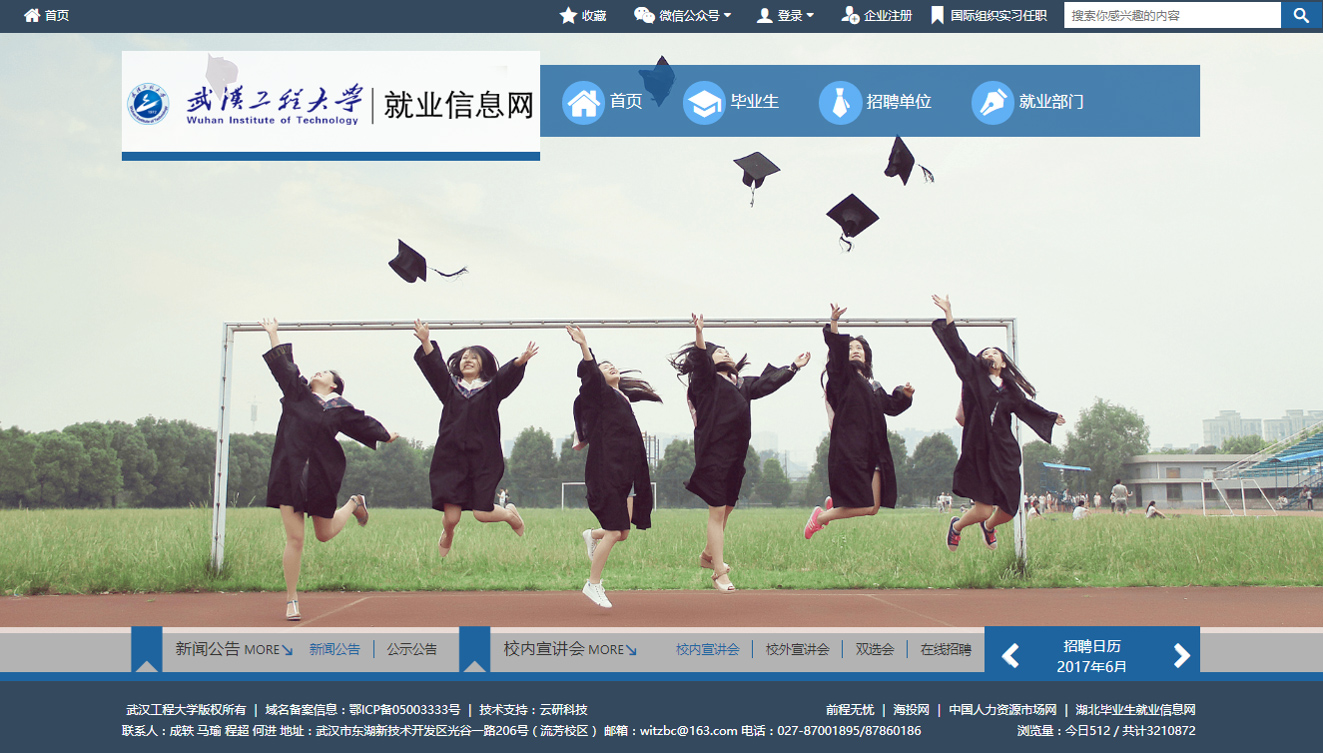 首页 收藏 微信公众号 登录 企业注册 国际组织实习任职 搜索你感兴趣的内容
武汉工程大学 就业信息网
Wuhan Institute of Technology
首页 毕业生 招聘单位 就业部门
新闻公告 MORE↘ 新闻公告 | 公示公告 校内宣讲会 MORE↘ 校内宣讲会 | 校外宣讲会 | 双选会 | 在线招聘
招聘日历
2017年6月
武汉工程大学版权所有 | 域名备案信息：鄂ICP备05003333号 | 技术支持：云研科技 前程无忧 | 海投网 | 中国人力资源市场网 | 湖北毕业生就业信息网
联系人：成轶 马瑜 程超 何进 地址：武汉市东湖新技术开发区光谷一路206号（流芳校区） 邮箱：witzbc@163.com 电话：027-87001895/87860186 浏览量：今日512 / 共计3210872